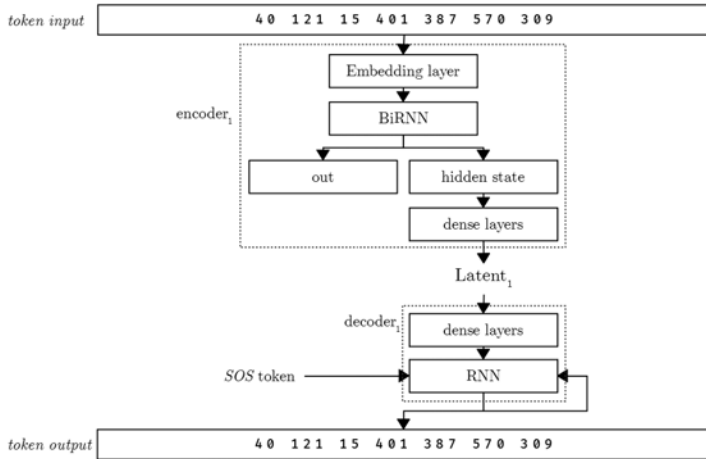 token input 40 121 15 401 387 570 309
Embedding layer
encoder₁
BiRNN
out hidden state
dense layers
Latent₁
decoder₁ dense layers
SOS token RNN
token output 40 121 15 401 387 570 309